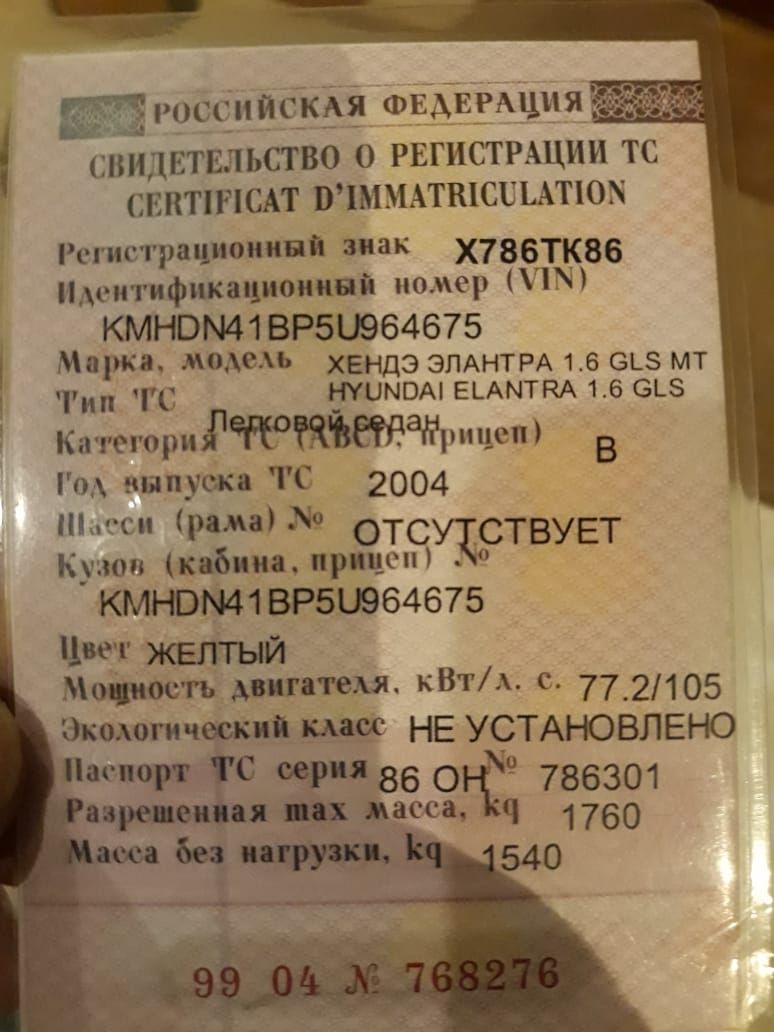 РОССИЙСКАЯ ФЕДЕРАЦИЯ
СВИДЕТЕЛЬСТВО О РЕГИСТРАЦИИ ТС
CERTIFICAT D'IMMATRICULATION
Регистрационный знак Х786ТК86
Идентификационный номер (VIN)
KMHDN41BP5U964675
Марка, модель ХЕНДЭ ЭЛАНТРА 1.6 GLS MT
HYUNDAI ELANTRA 1.6 GLS
Тип ТС Легковой седан
Категория ТС (ABCD, прицеп) B
Год выпуска ТС 2004
Шасси (рама) № ОТСУТСТВУЕТ
Кузов (кабина, прицеп) №
KMHDN41BP5U964675
Цвет ЖЕЛТЫЙ
Мощность двигателя, кВт/л. с. 77.2/105
Экологический класс НЕ УСТАНОВЛЕНО
Паспорт ТС серия 86 ОН № 786301
Разрешенная max масса, kg 1760
Масса без нагрузки, kg 1540
99 04 № 768276